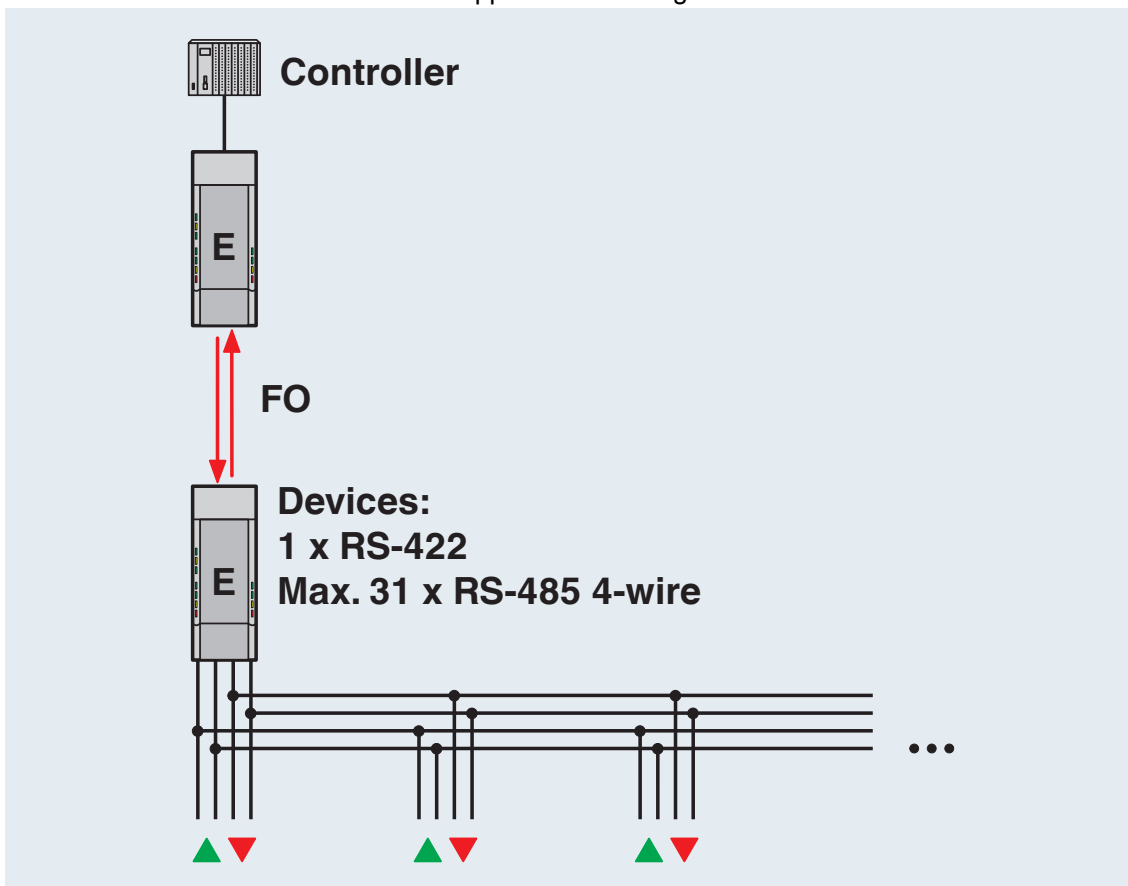 Controller
E
FO
Devices:
1 x RS-422
Max. 31 x RS-485 4-wire
E